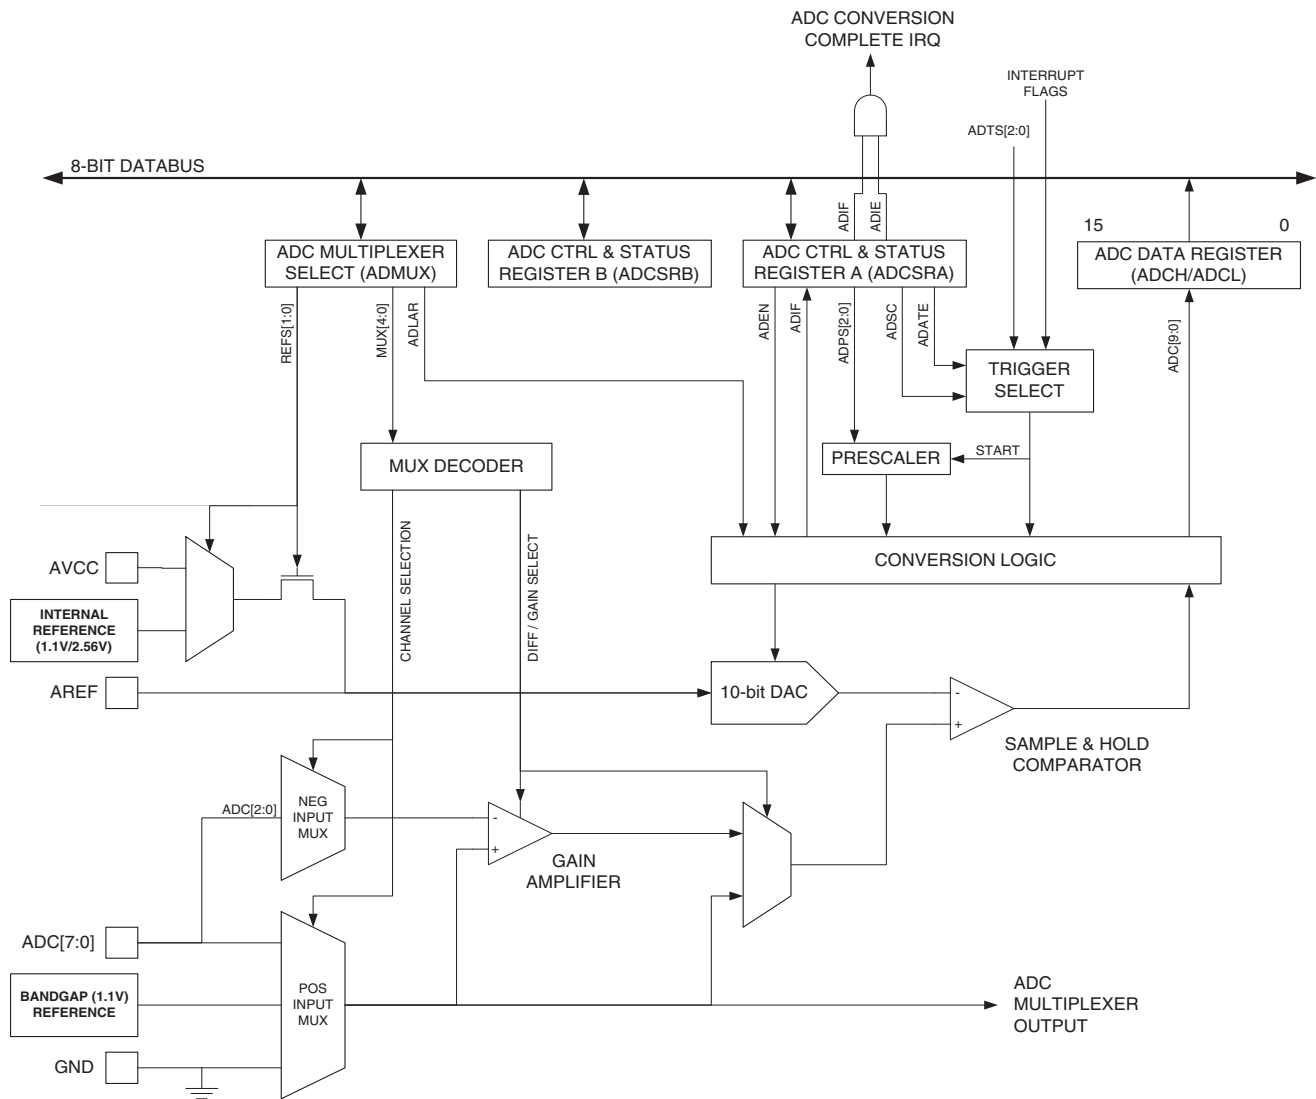 ADC CONVERSION
COMPLETE IRQ
INTERRUPT
FLAGS
ADTS[2:0]
8-BIT DATABUS
ADIF
ADIE
15
0
ADC MULTIPLEXER
SELECT (ADMUX)
ADC CTRL & STATUS
REGISTER B (ADCSRB)
ADC CTRL & STATUS
REGISTER A (ADCSRA)
ADC DATA REGISTER
(ADCH/ADCL)
REFS[1:0]
MUX[4:0]
ADLAR
ADEN
ADIF
ADPS[2:0]
ADSC
ADATE
ADC[9:0]
TRIGGER
SELECT
MUX DECODER
PRESCALER
START
CHANNEL SELECTION
DIFF / GAIN SELECT
CONVERSION LOGIC
AVCC
INTERNAL
REFERENCE
(1.1V/2.56V)
AREF
10-bit DAC
-
+
SAMPLE & HOLD
COMPARATOR
ADC[2:0]
NEG
INPUT
MUX
-
+
GAIN
AMPLIFIER
ADC[7:0]
BANDGAP (1.1V)
REFERENCE
POS
INPUT
MUX
ADC
MULTIPLEXER
OUTPUT
GND